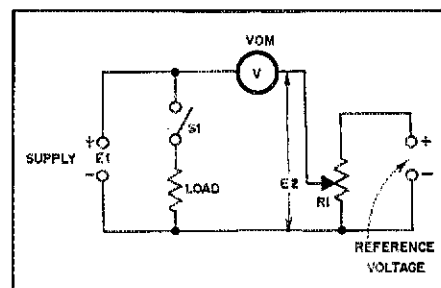 VOM
V
S1
+
+
SUPPLY E1
E2
LOAD
R1
-
-
REFERENCE
VOLTAGE